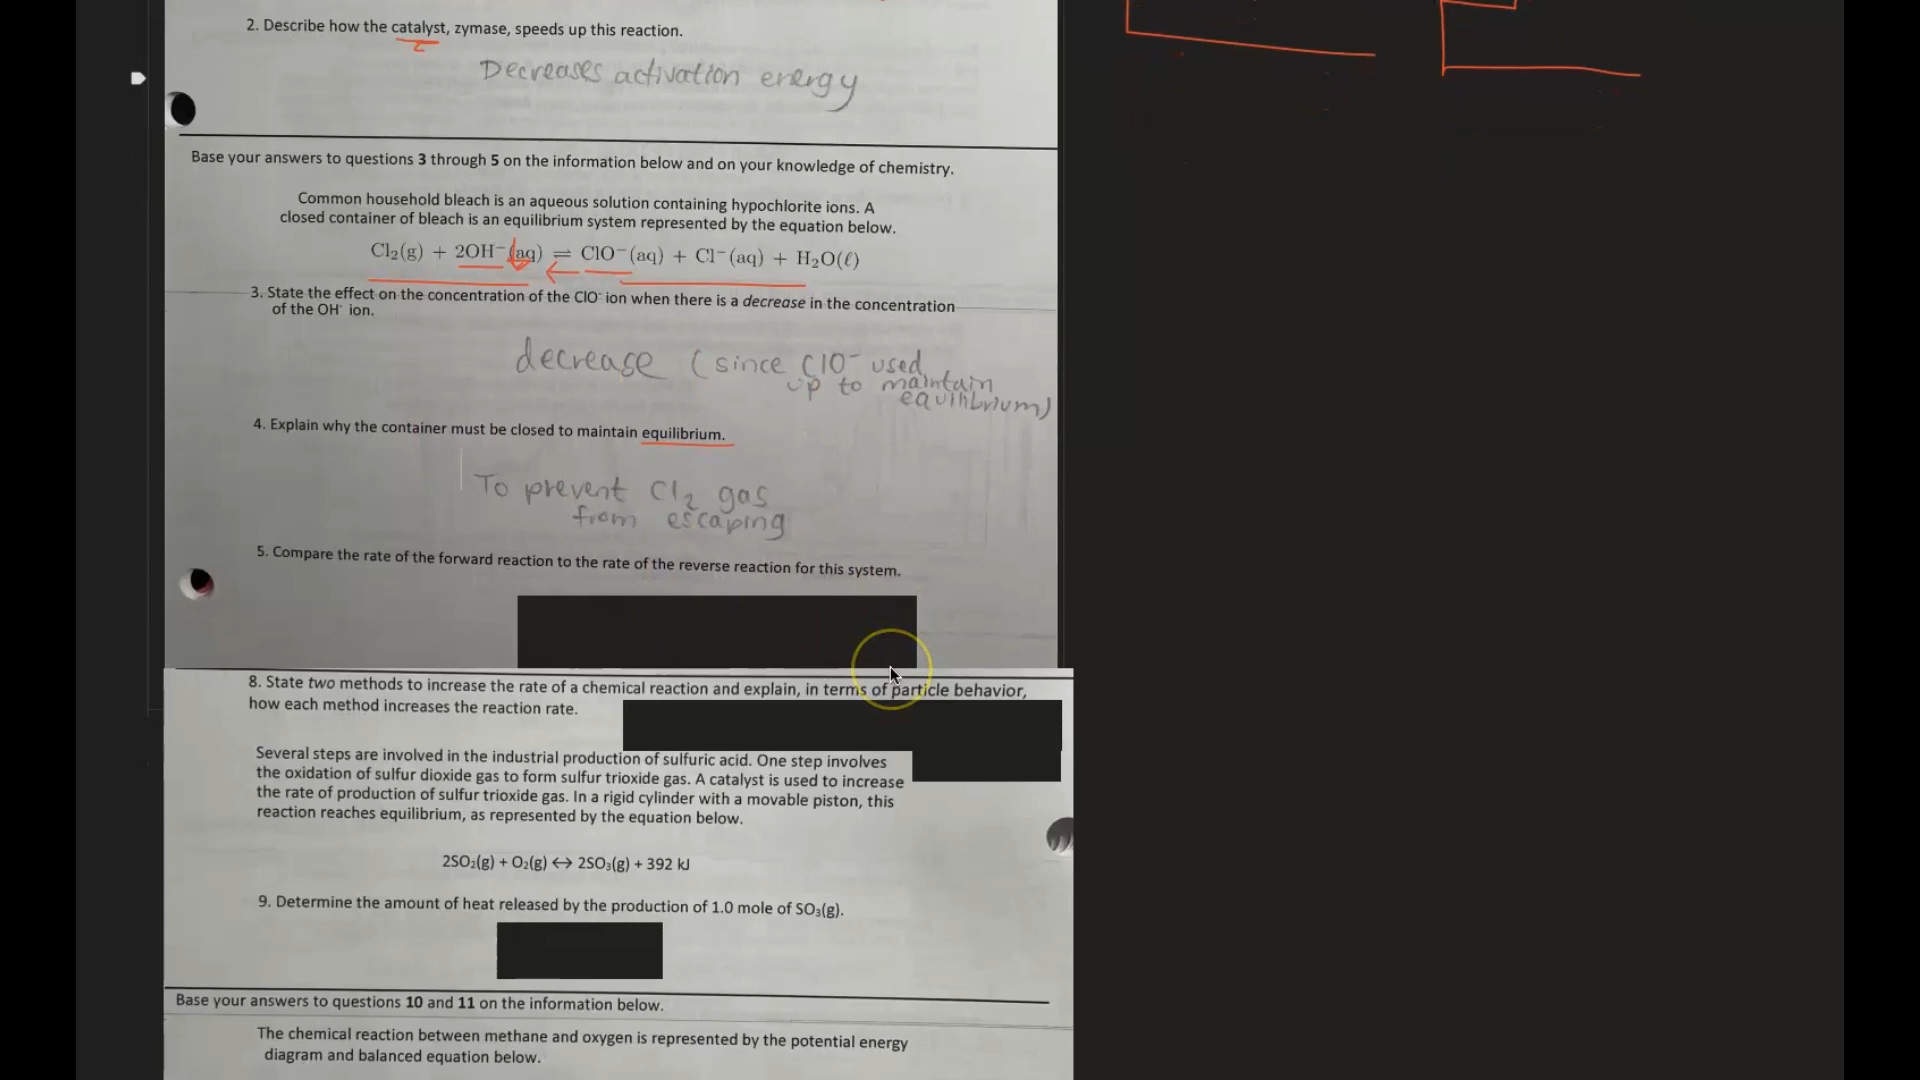 2. Describe how the catalyst, zymase, speeds up this reaction.
Decreases activation energy
Base your answers to questions 3 through 5 on the information below and on your knowledge of chemistry.
Common household bleach is an aqueous solution containing hypochlorite ions. A
closed container of bleach is an equilibrium system represented by the equation below.
Cl₂(g) + 2OH⁻(aq) ⇌ ClO⁻(aq) + Cl⁻(aq) + H₂O(ℓ)
3. State the effect on the concentration of the ClO⁻ ion when there is a decrease in the concentration
of the OH⁻ ion.
decrease (since ClO⁻ used
up to maintain
equilibrium)
4. Explain why the container must be closed to maintain equilibrium.
To prevent Cl₂ gas
from escaping
5. Compare the rate of the forward reaction to the rate of the reverse reaction for this system.
8. State two methods to increase the rate of a chemical reaction and explain, in terms of particle behavior,
how each method increases the reaction rate.
Several steps are involved in the industrial production of sulfuric acid. One step involves
the oxidation of sulfur dioxide gas to form sulfur trioxide gas. A catalyst is used to increase
the rate of production of sulfur trioxide gas. In a rigid cylinder with a movable piston, this
reaction reaches equilibrium, as represented by the equation below.
2SO₂(g) + O₂(g) ↔ 2SO₃(g) + 392 kJ
9. Determine the amount of heat released by the production of 1.0 mole of SO₃(g).
Base your answers to questions 10 and 11 on the information below.
The chemical reaction between methane and oxygen is represented by the potential energy
diagram and balanced equation below.